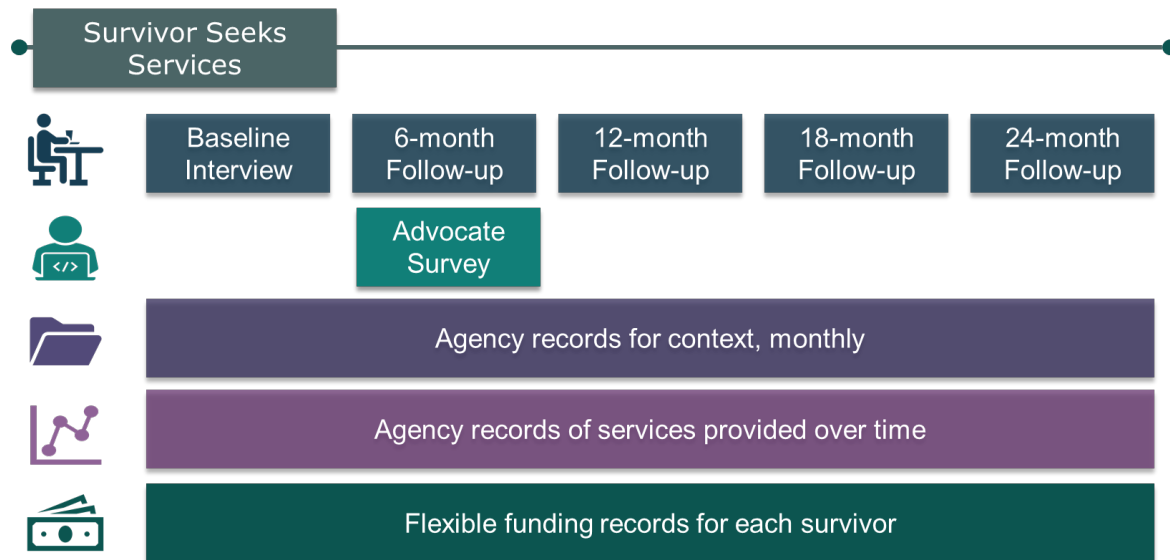 Survivor Seeks
Services
Baseline
Interview
6-month
Follow-up
12-month
Follow-up
18-month
Follow-up
24-month
Follow-up
</>
Advocate
Survey
Agency records for context, monthly
Agency records of services provided over time
Flexible funding records for each survivor